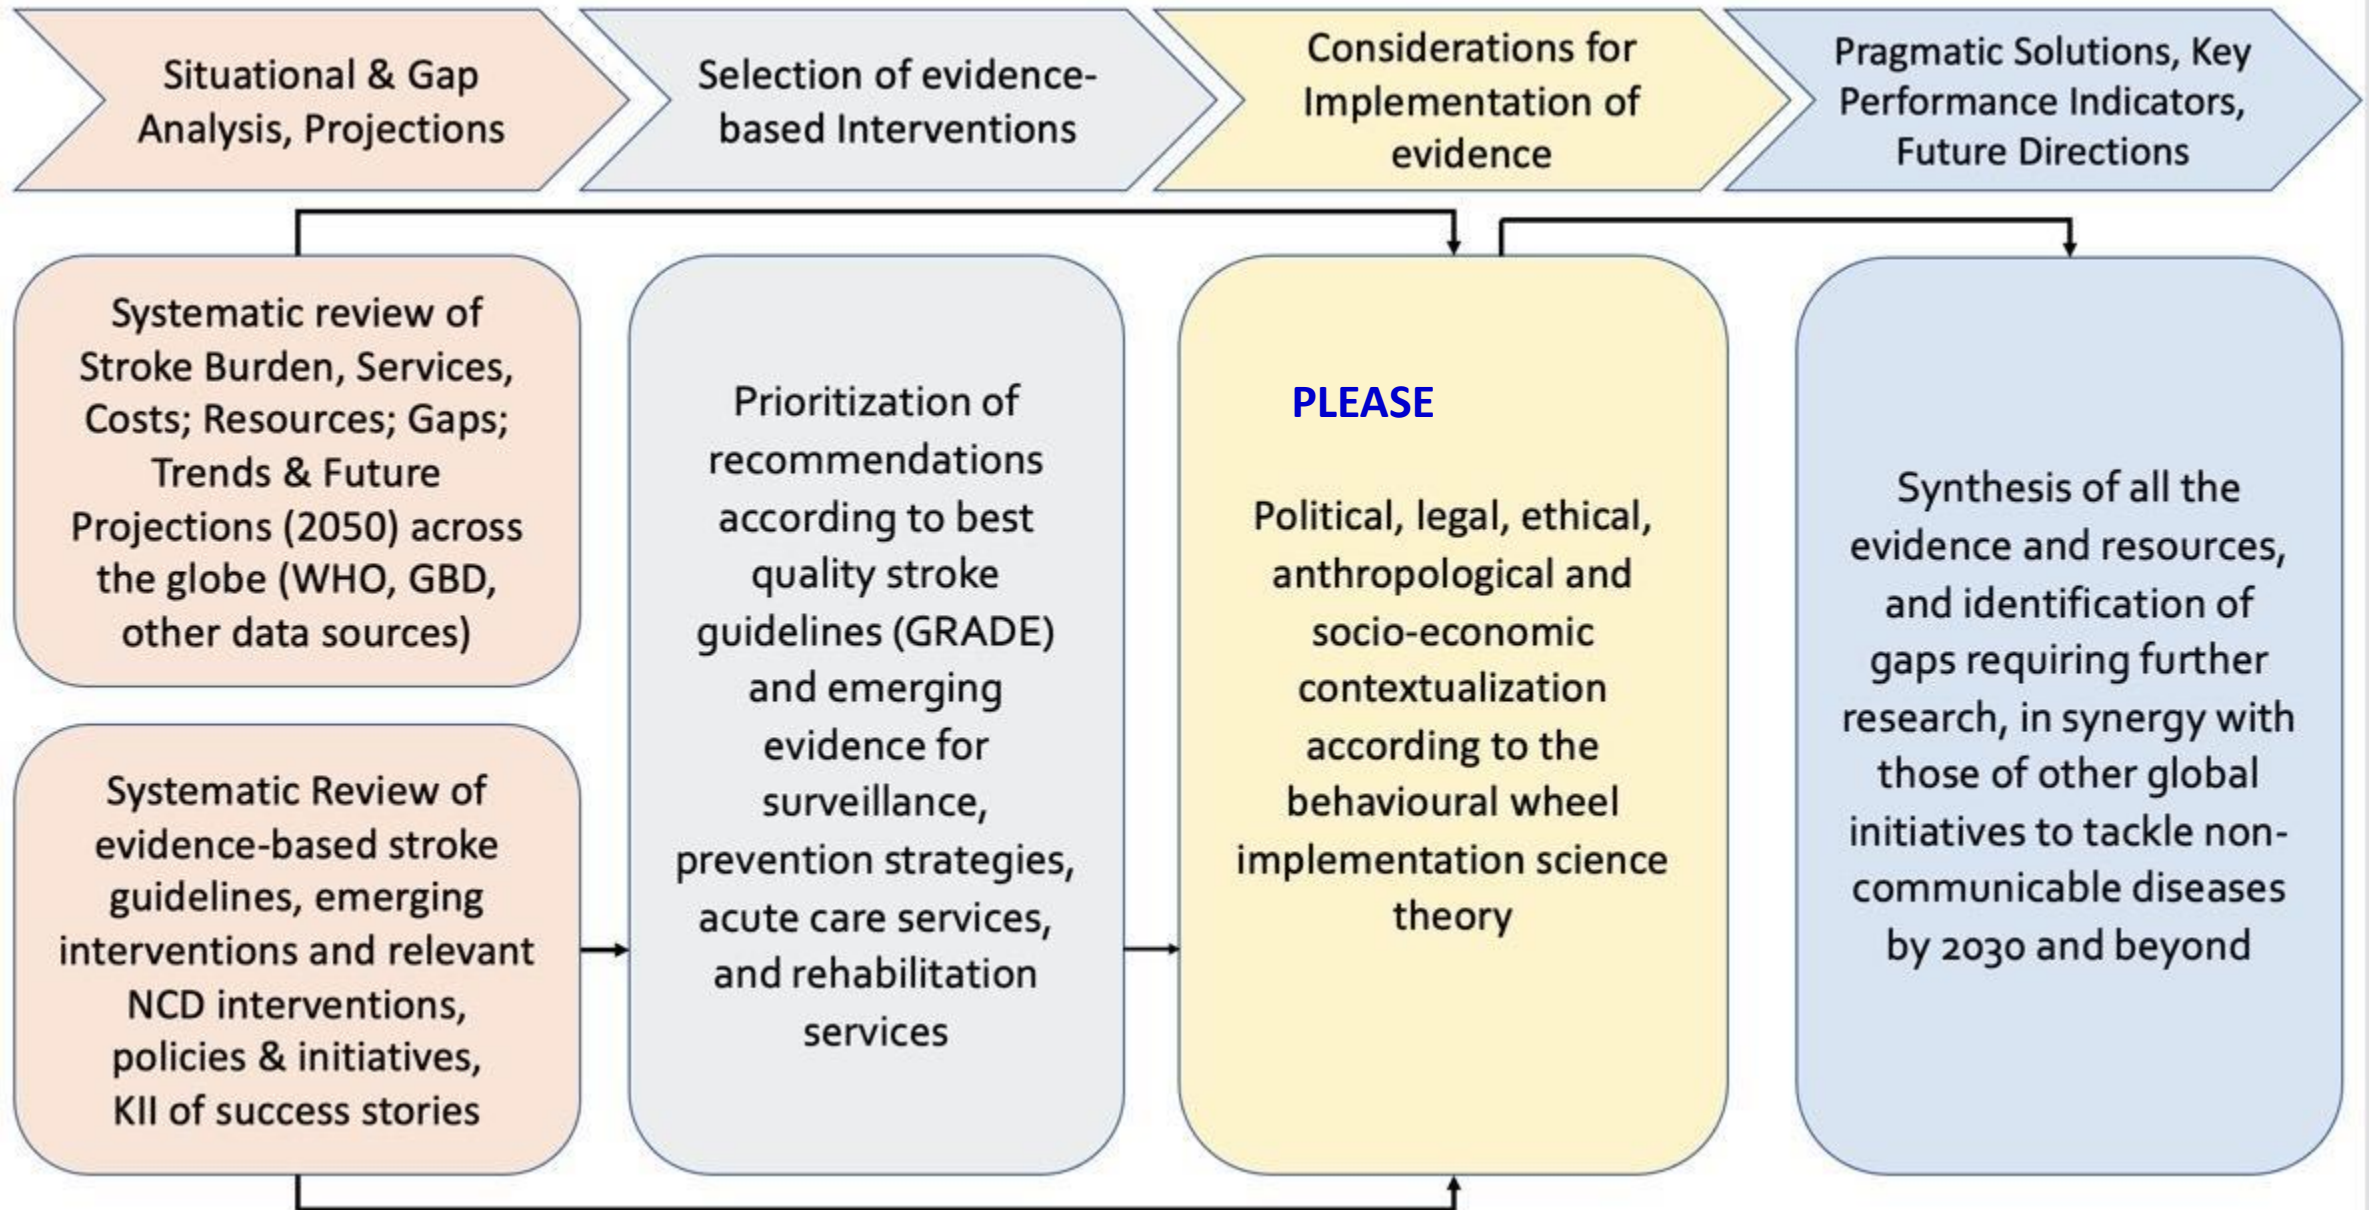 Situational & Gap
Analysis, Projections
Selection of evidence-
based Interventions
Considerations for
Implementation of
evidence
Pragmatic Solutions, Key
Performance Indicators,
Future Directions
Systematic review of
Stroke Burden, Services,
Costs; Resources; Gaps;
Trends & Future
Projections (2050) across
the globe (WHO, GBD,
other data sources)
Systematic Review of
evidence-based stroke
guidelines, emerging
interventions and relevant
NCD interventions,
policies & initiatives,
KII of success stories
Prioritization of
recommendations
according to best
quality stroke
guidelines (GRADE)
and emerging
evidence for
surveillance,
prevention strategies,
acute care services,
and rehabilitation
services
PLEASE
Political, legal, ethical,
anthropological and
socio-economic
contextualization
according to the
behavioural wheel
implementation science
theory
Synthesis of all the
evidence and resources,
and identification of
gaps requiring further
research, in synergy with
those of other global
initiatives to tackle non-
communicable diseases
by 2030 and beyond